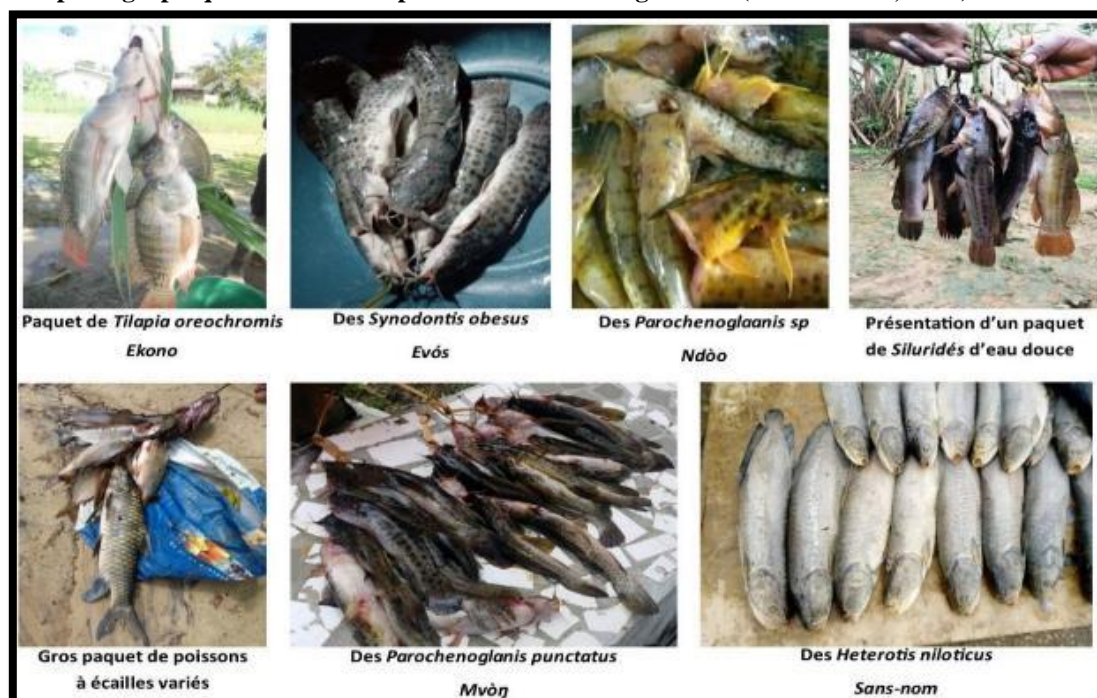 Paquet de Tilapia oreochromis
Ekono
Des Synodontis obesus
Evós
Des Parochenoglaanis sp
Ndòo
Présentation d'un paquet
de Siluridés d'eau douce
Gros paquet de poissons
à écailles variés
Des Parochenoglanis punctatus
Mvòŋ
Des Heterotis niloticus
Sans-nom